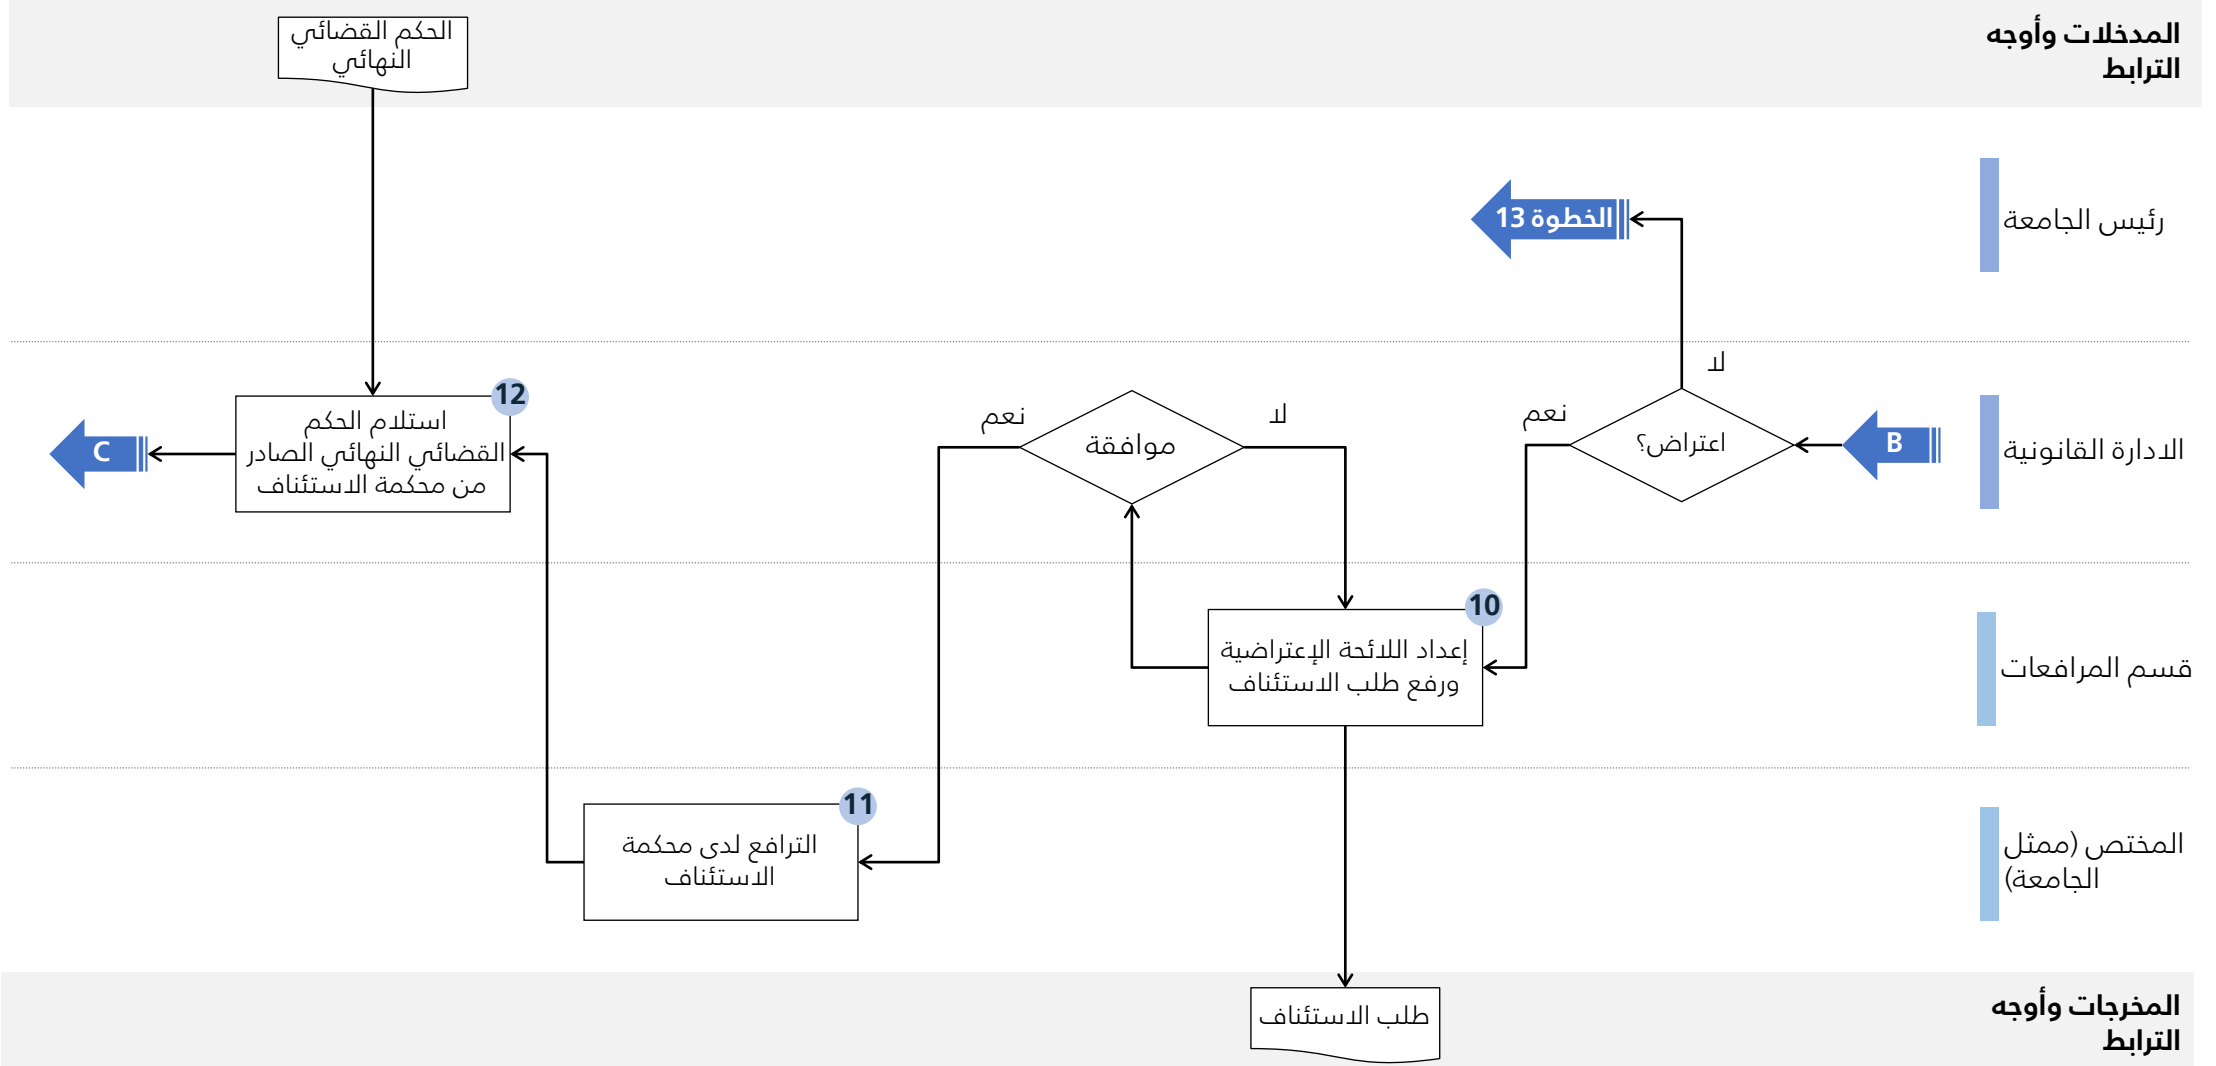 المدخلات وأوجه
الترابط
الحكم القضائي
النهائي
رئيس الجامعة
الخطوة 13
لا
الادارة القانونية
B
اعتراض؟
نعم
لا
موافقة
نعم
12
استلام الحكم
القضائي النهائي الصادر
من محكمة الاستئناف
C
قسم المرافعات
10
إعداد اللائحة الإعتراضية
ورفع طلب الاستئناف
المختص (ممثل
الجامعة)
11
الترافع لدى محكمة
الاستئناف
المخرجات وأوجه
الترابط
طلب الاستئناف